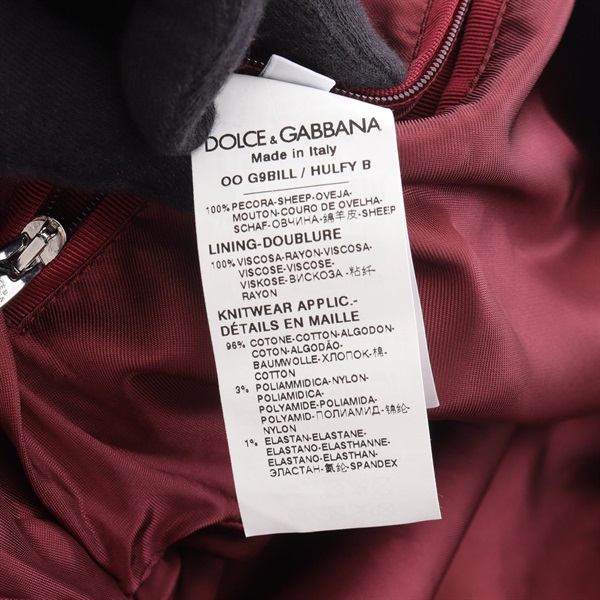 DOLCE & GABBANA
Made in Italy
OO G9BILL / HULFY B
100% PECORA-SHEEP-OVEJA-
MOUTON-COURO DE OVELHA-
SCHAF-ОВЧИНА-绵羊皮-SHEEP
LINING-DOUBLURE
100% VISCOSA-RAYON-VISCOSA-
VISCOSE-VISCOSE-
VISKOSE-ВИСКОЗА-粘纤-
RAYON
KNITWEAR APPLIC.-
DÉTAILS EN MAILLE
96% COTONE-COTTON-ALGODON-
COTON-ALGODÃO-
BAUMWOLLE-ХЛОПОК-棉-
COTTON
3% POLIAMMIDICA-NYLON-
POLIAMIDICA-
POLYAMIDE-POLIAMIDA-
POLYAMID-ПОЛИАМИД-锦纶-
NYLON
1% ELASTAN-ELASTANE-
ELASTANO-ELASTHANNE-
ELASTANO-ELASTHAN-
ЭЛАСТАН-氨纶-SPANDEX